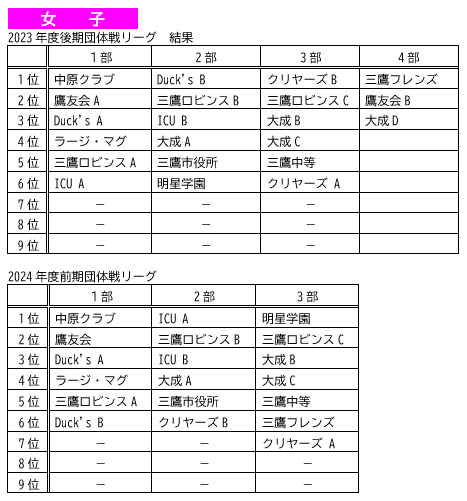 女 子
2023 年度後期団体戦リーグ 結果
1 部 2 部 3 部 4 部
1 位 中原クラブ Duck's B クリヤーズ B 三鷹フレンズ
2 位 鷹友会 A 三鷹ロビンス B 三鷹ロビンス C 鷹友会 B
3 位 Duck's A ICU B 大成 B 大成 D
4 位 ラージ・マグ 大成 A 大成 C
5 位 三鷹ロビンス A 三鷹市役所 三鷹中等
6 位 ICU A 明星学園 クリヤーズ A
7 位 － － －
8 位 － － －
9 位 － － －
2024 年度前期団体戦リーグ
1 部 2 部 3 部
1 位 中原クラブ ICU A 明星学園
2 位 鷹友会 三鷹ロビンス B 三鷹ロビンス C
3 位 Duck's A ICU B 大成 B
4 位 ラージ・マグ 大成 A 大成 C
5 位 三鷹ロビンス A 三鷹市役所 三鷹中等
6 位 Duck's B クリヤーズ B 三鷹フレンズ
7 位 － － クリヤーズ A
8 位 － － －
9 位 － － －